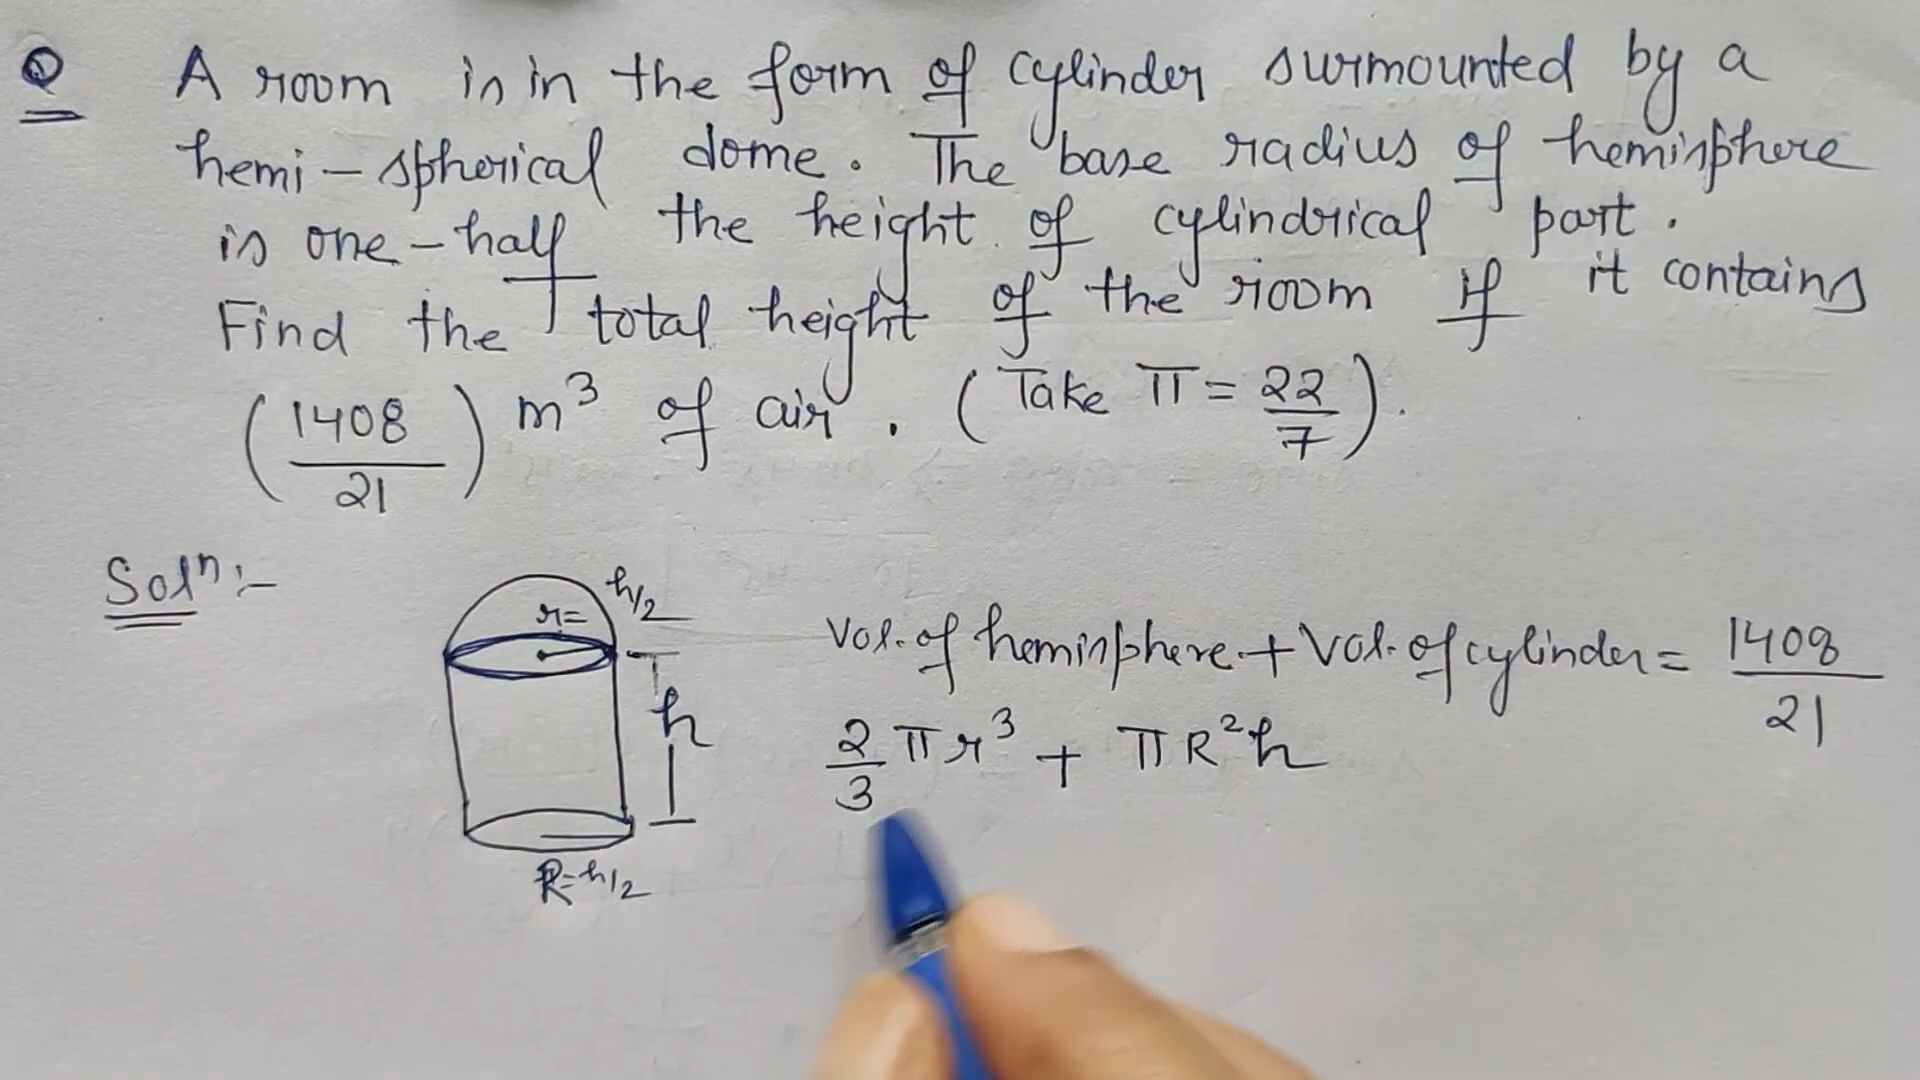 Q A room is in the form of cylinder surmounted by a
hemi-spherical dome. The base radius of hemisphere
is one-half the height of cylindrical part.
Find the total height of the room if it contains
(1408/21) m³ of air. (Take π = 22/7).
Solⁿ:-
r= h/2
h
R=h/2
Vol. of hemisphere + Vol. of cylinder = 1408/21
2/3 πr³ + πR²h